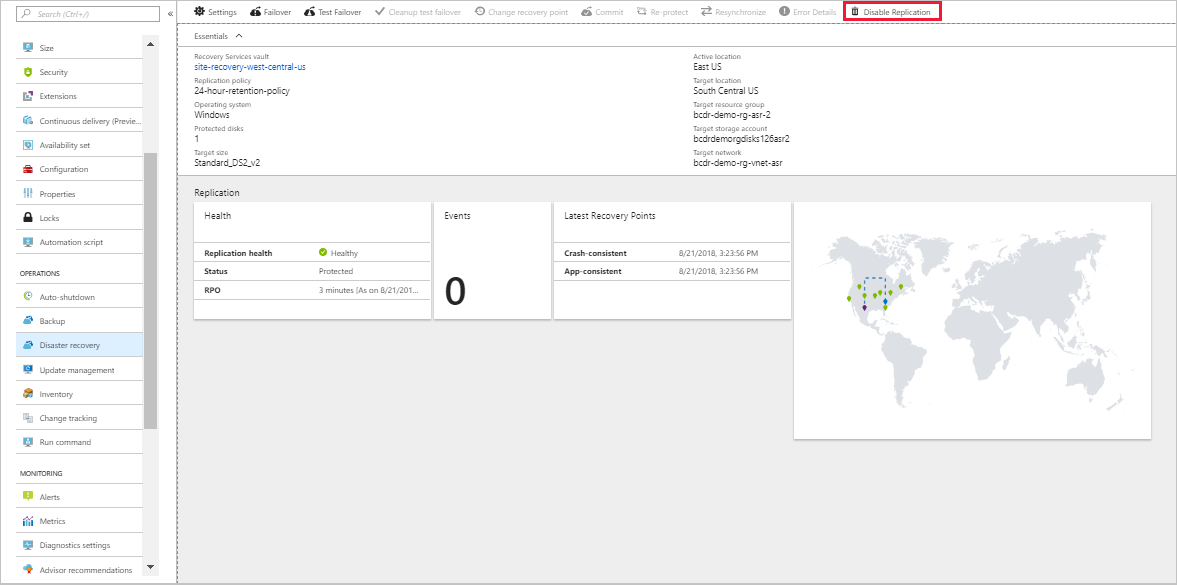 Search (Ctrl+/)
«
Size
Security
Extensions
Continuous delivery (Previe...
Availability set
Configuration
Properties
Locks
Automation script
OPERATIONS
Auto-shutdown
Backup
Disaster recovery
Update management
Inventory
Change tracking
Run command
MONITORING
Alerts
Metrics
Diagnostics settings
Advisor recommendations
Settings Failover Test Failover Cleanup test failover Change recovery point Commit Re-protect Resynchronize Error Details Disable Replication
Essentials
Recovery Services vault
site-recovery-west-central-us
Replication policy
24-hour-retention-policy
Operating system
Windows
Protected disks
1
Target size
Standard_DS2_v2
Active location
East US
Target location
South Central US
Target resource group
bcdr-demo-rg-asr-2
Target storage account
bcdrdemorgdisks126asr2
Target network
bcdr-demo-rg-vnet-asr
Replication
Health
Replication health Healthy
Status Protected
RPO 3 minutes [As on 8/21/201...
Events
0
Latest Recovery Points
Crash-consistent 8/21/2018, 3:23:56 PM
App-consistent 8/21/2018, 3:23:56 PM